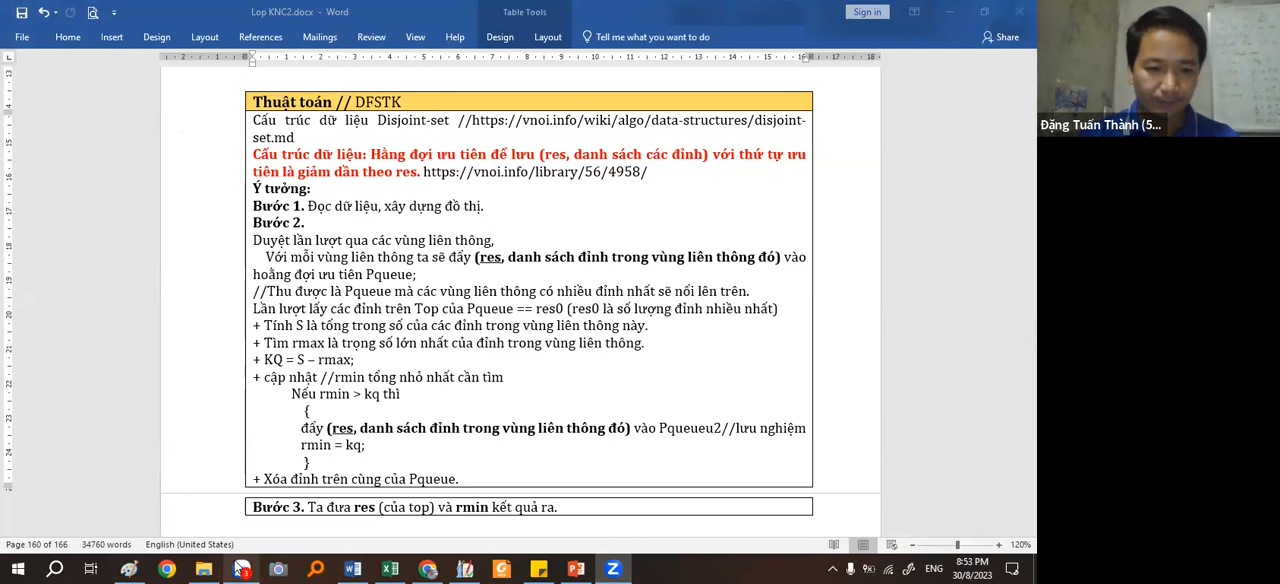 Lop KNC2.docx - Word
Table Tools
Sign in
File Home Insert Design Layout References Mailings Review View Help Design Layout Tell me what you want to do Share
Thuật toán // DFSTK
Cấu trúc dữ liệu Disjoint-set //https://vnoi.info/wiki/algo/data-structures/disjoint-
set.md
Cấu trúc dữ liệu: Hằng đợi ưu tiên để lưu (res, danh sách các đỉnh) với thứ tự ưu
tiên là giảm dần theo res. https://vnoi.info/library/56/4958/
Ý tưởng:
Bước 1. Đọc dữ liệu, xây dựng đồ thị.
Bước 2.
Duyệt lần lượt qua các vùng liên thông,
Với mỗi vùng liên thông ta sẽ đẩy (res, danh sách đỉnh trong vùng liên thông đó) vào
hoằng đợi ưu tiên Pqueue;
//Thu được là Pqueue mà các vùng liên thông có nhiều đỉnh nhất sẽ nổi lên trên.
Lần lượt lấy các đỉnh trên Top của Pqueue == res0 (res0 là số lượng đỉnh nhiều nhất)
+ Tính S là tổng trong số của các đỉnh trong vùng liên thông này.
+ Tìm rmax là trọng số lớn nhất của đỉnh trong vùng liên thông.
+ KQ = S – rmax;
+ cập nhật //rmin tổng nhỏ nhất cần tìm
Nếu rmin > kq thì
{
đẩy (res, danh sách đỉnh trong vùng liên thông đó) vào Pqueueu2//lưu nghiệm
rmin = kq;
}
+ Xóa đỉnh trên cùng của Pqueue.
Bước 3. Ta đưa res (của top) và rmin kết quả ra.
Đặng Tuấn Thành (5...
Page 160 of 166 34760 words English (United States) 120%
ENG
8:53 PM
30/8/2023